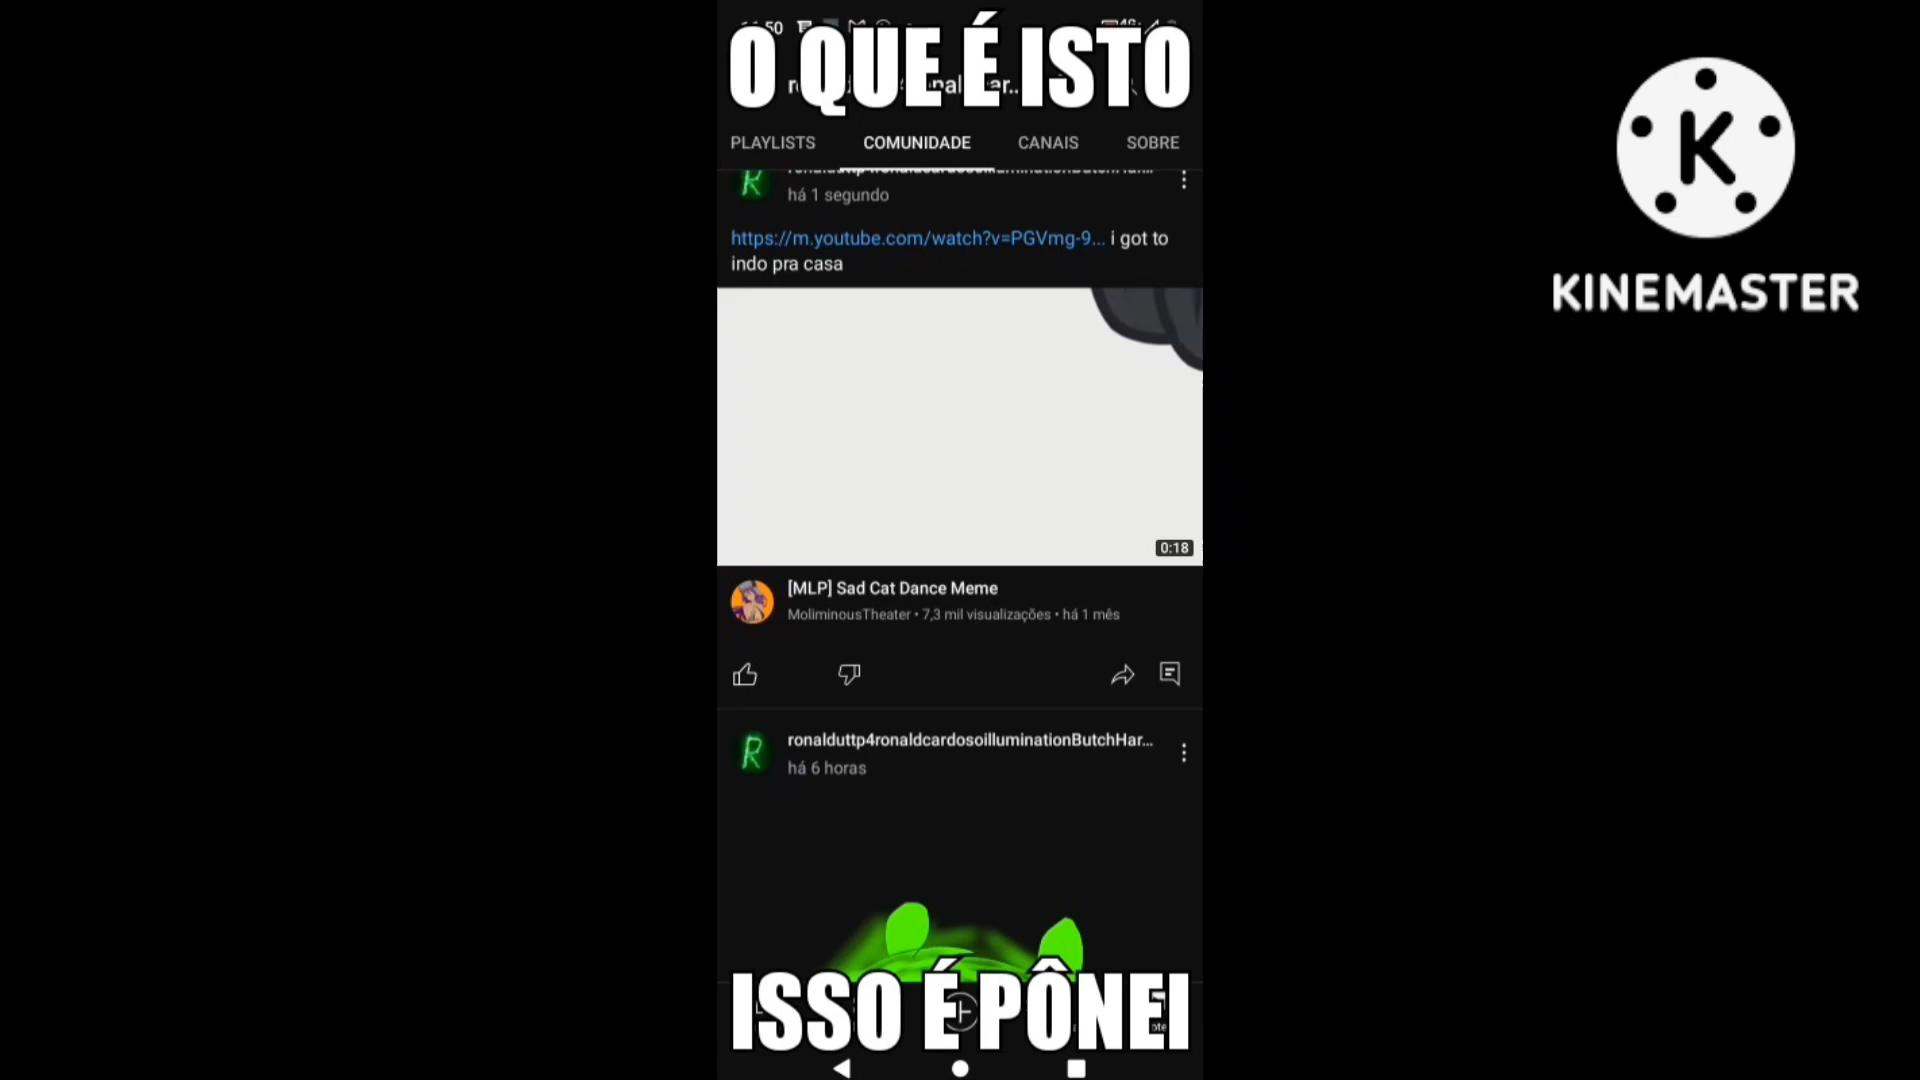 O QUE É ISTO
PLAYLISTS COMUNIDADE CANAIS SOBRE
há 1 segundo
https://m.youtube.com/watch?v=PGVmg-9... i got to
indo pra casa
0:18
[MLP] Sad Cat Dance Meme
MoliminousTheater • 7,3 mil visualizações • há 1 mês
ronalduttp4ronaldcardosoilluminationButchHar...
há 6 horas
ISSO É PÔNEI
K
KINEMASTER